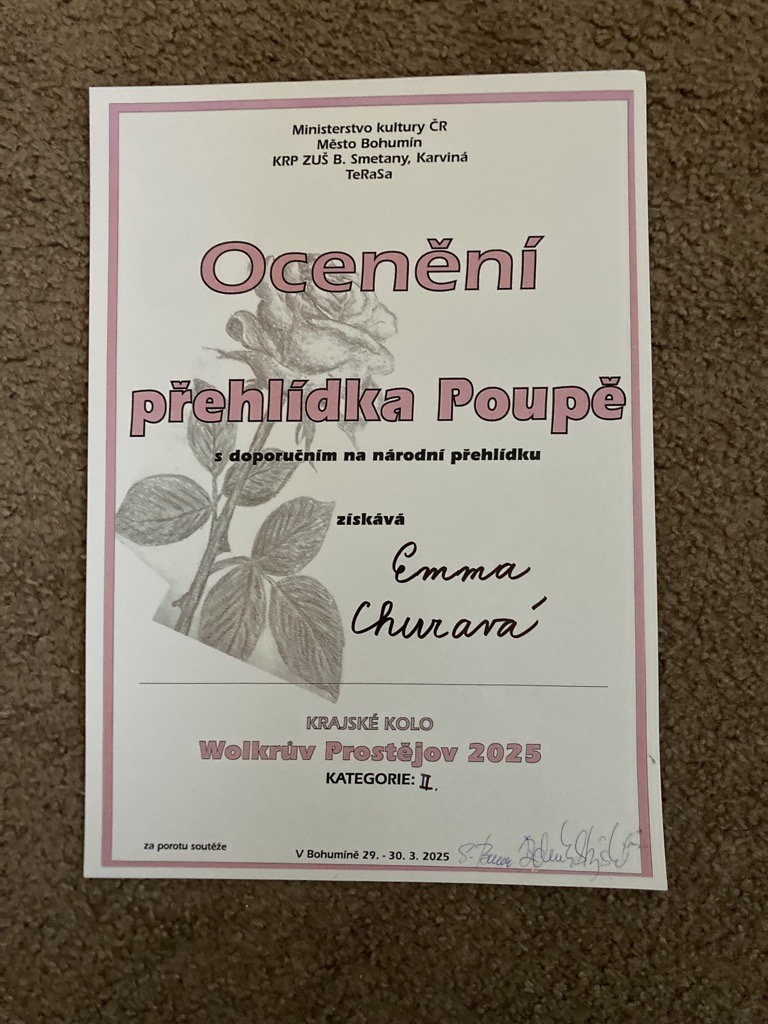 Ministerstvo kultury ČR
Město Bohumín
KRP ZUŠ B. Smetany, Karviná
TeRaSa
Ocenění
přehlídka Poupě
s doporučním na národní přehlídku
získává
Emma
Churavá
KRAJSKÉ KOLO
Wolkrův Prostějov 2025
KATEGORIE: II.
za porotu soutěže
V Bohumíně 29. - 30. 3. 2025